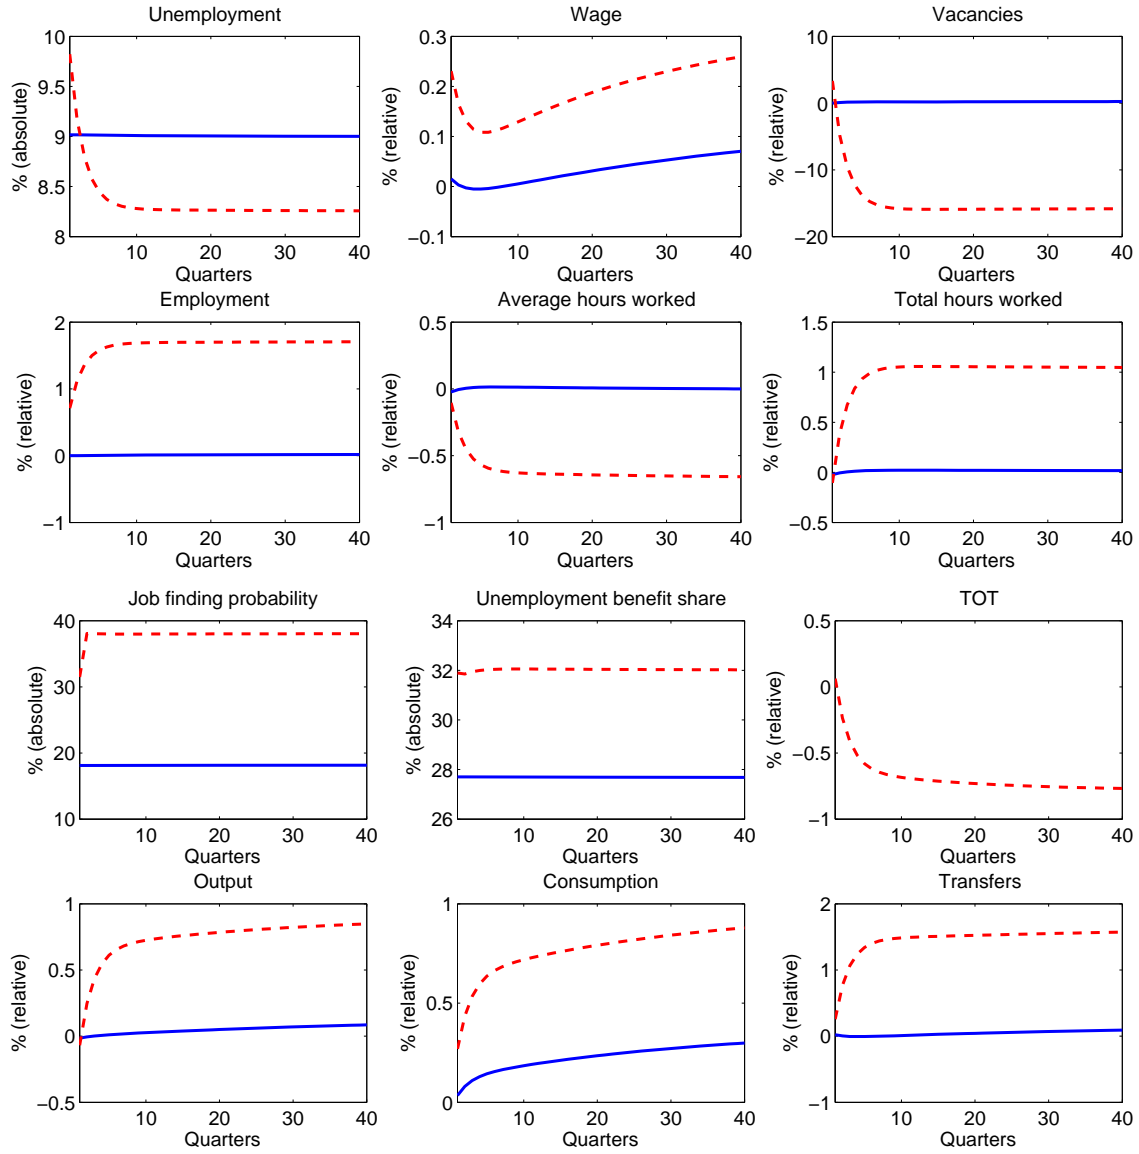 Unemployment
% (absolute)
10
9.5
9
8.5
8
10 20 30 40
Quarters
Wage
% (relative)
0.3
0.2
0.1
0
−0.1
10 20 30 40
Quarters
Vacancies
% (relative)
10
0
−10
−20
10 20 30 40
Quarters
Employment
% (relative)
2
1
0
−1
10 20 30 40
Quarters
Average hours worked
% (relative)
0.5
0
−0.5
−1
10 20 30 40
Quarters
Total hours worked
% (relative)
1.5
1
0.5
0
−0.5
10 20 30 40
Quarters
Job finding probability
% (absolute)
40
30
20
10
10 20 30 40
Quarters
Unemployment benefit share
% (absolute)
34
32
30
28
26
10 20 30 40
Quarters
TOT
% (relative)
0.5
0
−0.5
−1
10 20 30 40
Quarters
Output
% (relative)
1
0.5
0
−0.5
10 20 30 40
Quarters
Consumption
% (relative)
1
0.5
0
10 20 30 40
Quarters
Transfers
% (relative)
2
1
0
−1
10 20 30 40
Quarters